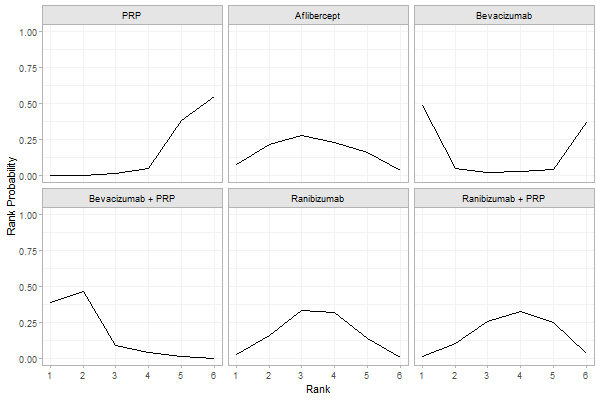 PRP
Aflibercept
Bevacizumab
1.00
0.75
0.50
0.25
0.00
Bevacizumab + PRP
Ranibizumab
Ranibizumab + PRP
1.00
0.75
0.50
0.25
0.00
1 2 3 4 5 6
1 2 3 4 5 6
1 2 3 4 5 6
Rank
Rank Probability